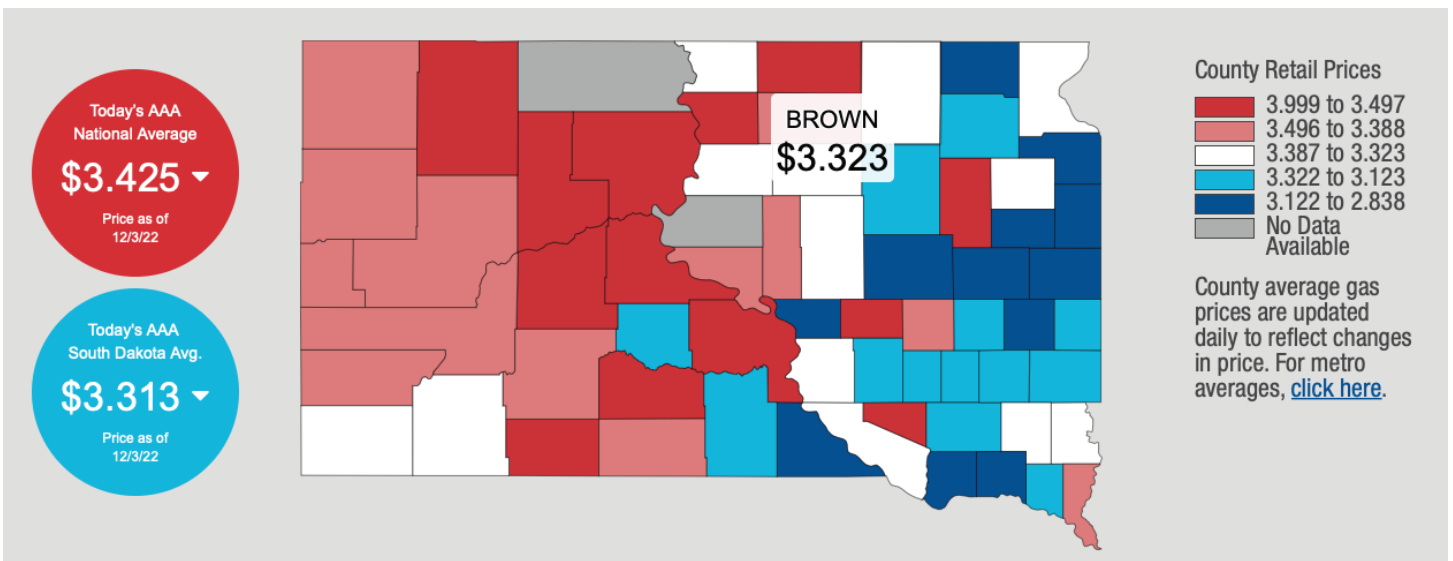 Today's AAA
National Average
$3.425
Price as of
12/3/22
Today's AAA
South Dakota Avg.
$3.313
Price as of
12/3/22
BROWN
$3.323
County Retail Prices
3.999 to 3.497
3.496 to 3.388
3.387 to 3.323
3.322 to 3.123
3.122 to 2.838
No Data
Available
County average gas
prices are updated
daily to reflect changes
in price. For metro
averages, click here.